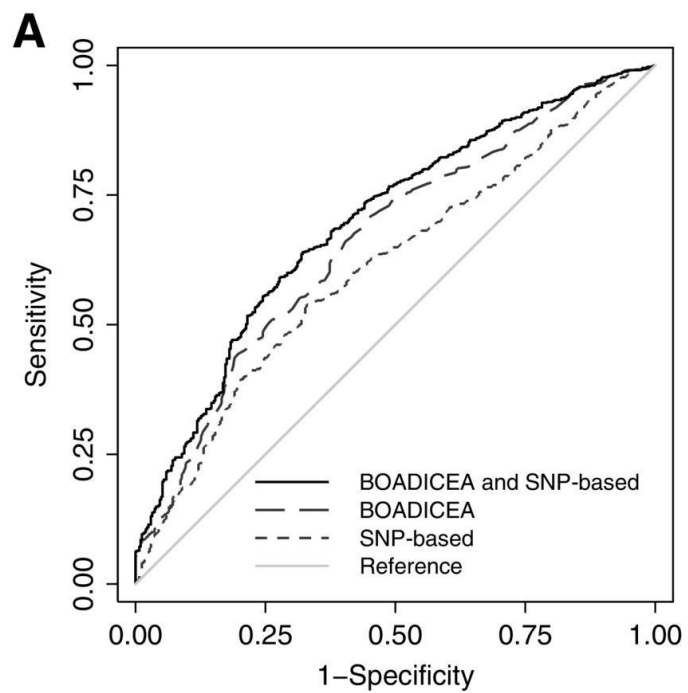 A
1.00
0.75
0.50
0.25
0.00
Sensitivity
BOADICEA and SNP-based
BOADICEA
SNP-based
Reference
0.00 0.25 0.50 0.75 1.00
1–Specificity